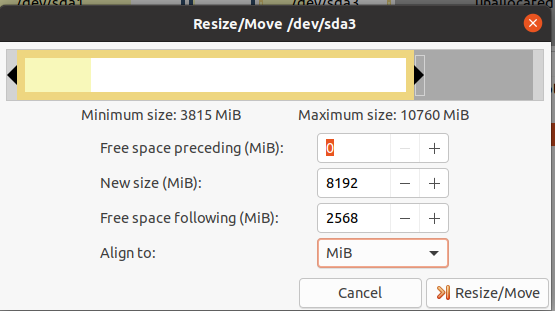 /dev/sda1 /dev/sda3 unallocated
Resize/Move /dev/sda3
Minimum size: 3815 MiB Maximum size: 10760 MiB
Free space preceding (MiB): 0
New size (MiB): 8192
Free space following (MiB): 2568
Align to: MiB
Cancel Resize/Move